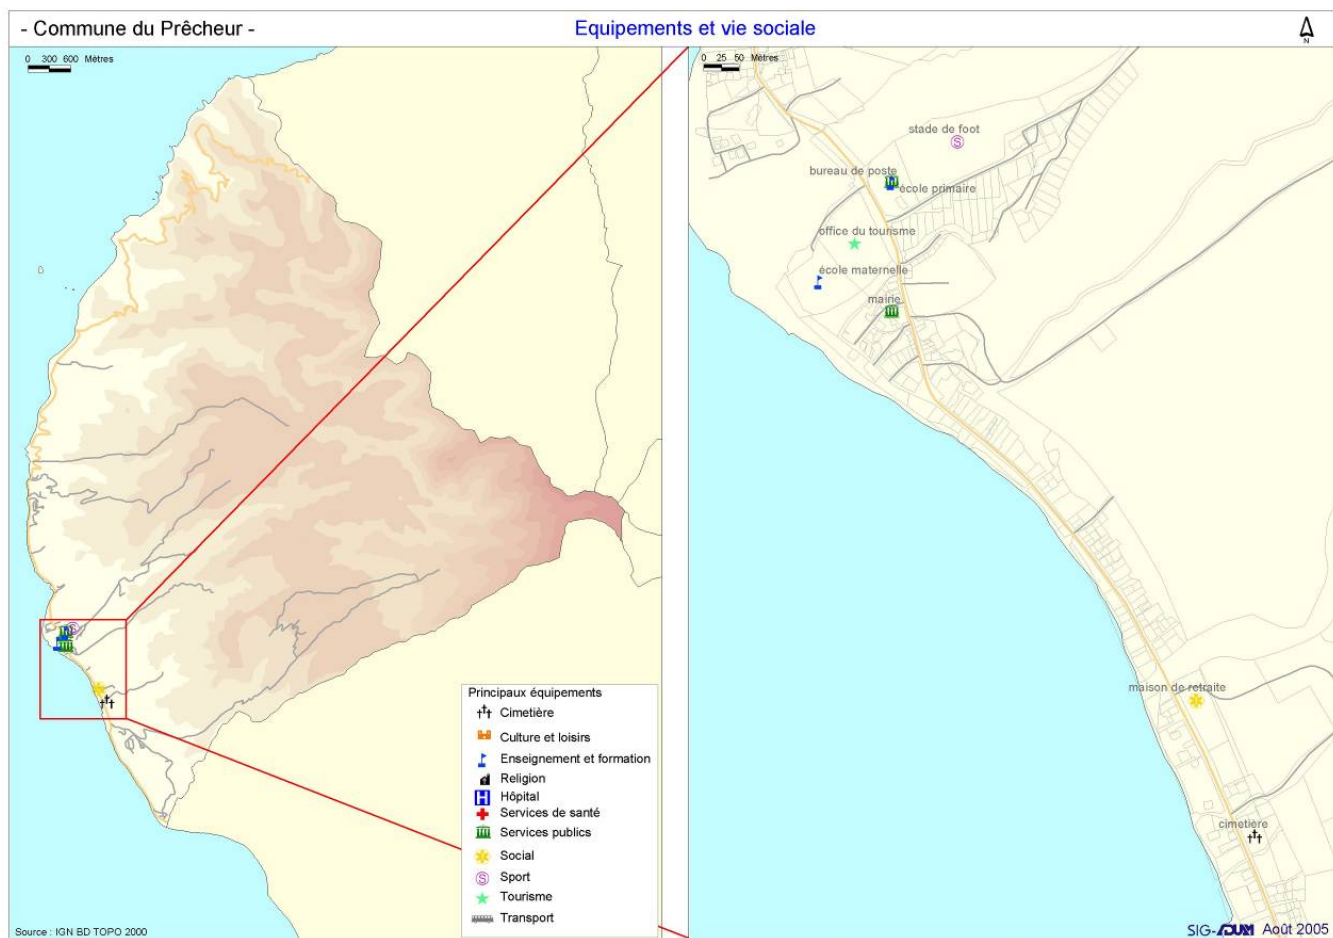 - Commune du Prêcheur -
Equipements et vie sociale
N
0 300 600 Mètres
0 25 50 Mètres
stade de foot
bureau de poste
école primaire
office du tourisme
école maternelle
mairie
maison de retraite
cimetière
Principaux équipements
Cimetière
Culture et loisirs
Enseignement et formation
Religion
H Hôpital
Services de santé
Services publics
Social
S Sport
Tourisme
Transport
Source : IGN BD TOPO 2000
SIG-ADUAM Août 2005